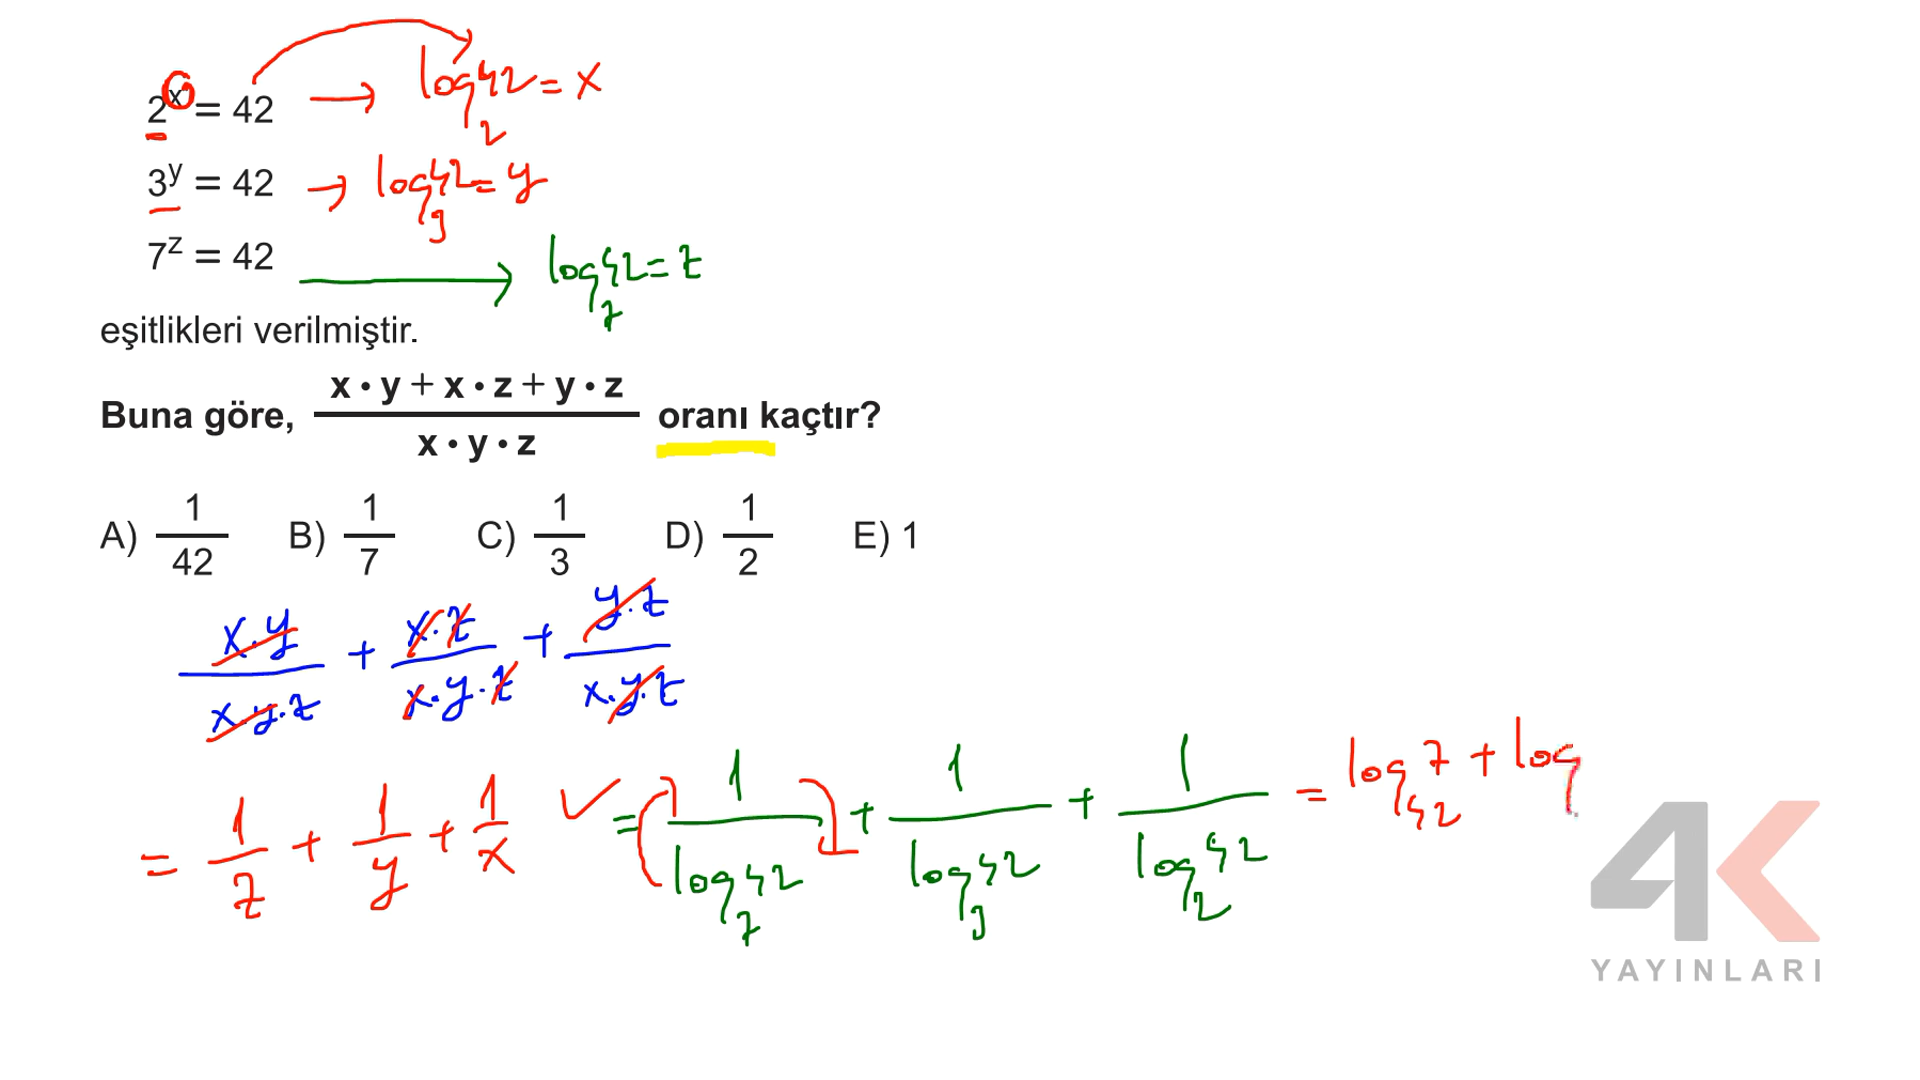 2^x = 42 → log₂42 = x
3^y = 42 → log₃42 = y
7^z = 42 → log₇42 = z
eşitlikleri verilmiştir.
Buna göre, (x·y + x·z + y·z) / (x·y·z) oranı kaçtır?
A) 1/42 B) 1/7 C) 1/3 D) 1/2 E) 1
x.y / x.y.z + x.z / x.y.z + y.z / x.y.z
= 1/z + 1/y + 1/x ✓ = 1/log₇42 + 1/log₃42 + 1/log₂42 = log₄₂7 + log
4K
YAYINLARI